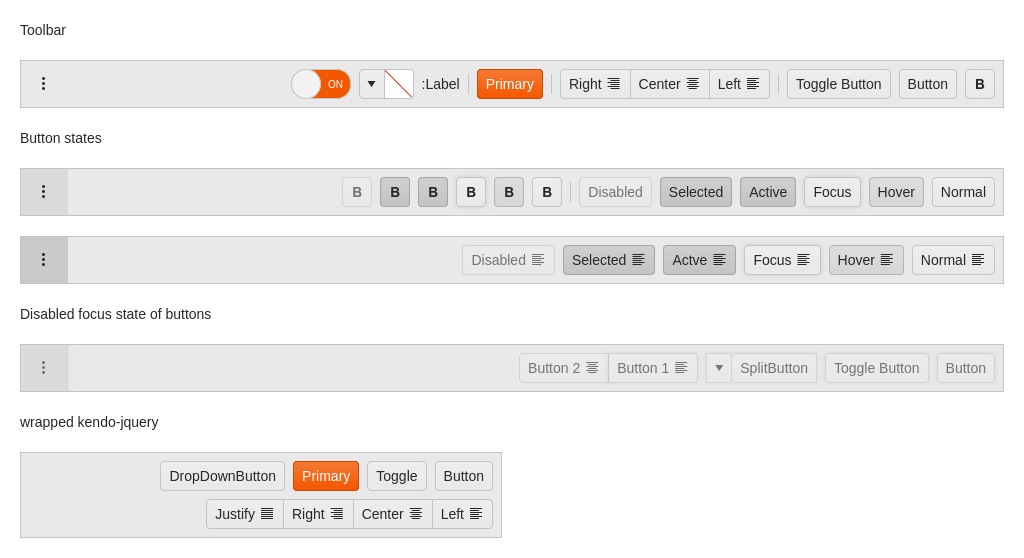 Toolbar
ON :Label Primary Right Center Left Toggle Button Button B
Button states
B B B B B B Disabled Selected Active Focus Hover Normal
Disabled Selected Actve Focus Hover Normal
Disabled focus state of buttons
Button 2 Button 1 SplitButton Toggle Button Button
wrapped kendo-jquery
DropDownButton Primary Toggle Button
Justify Right Center Left